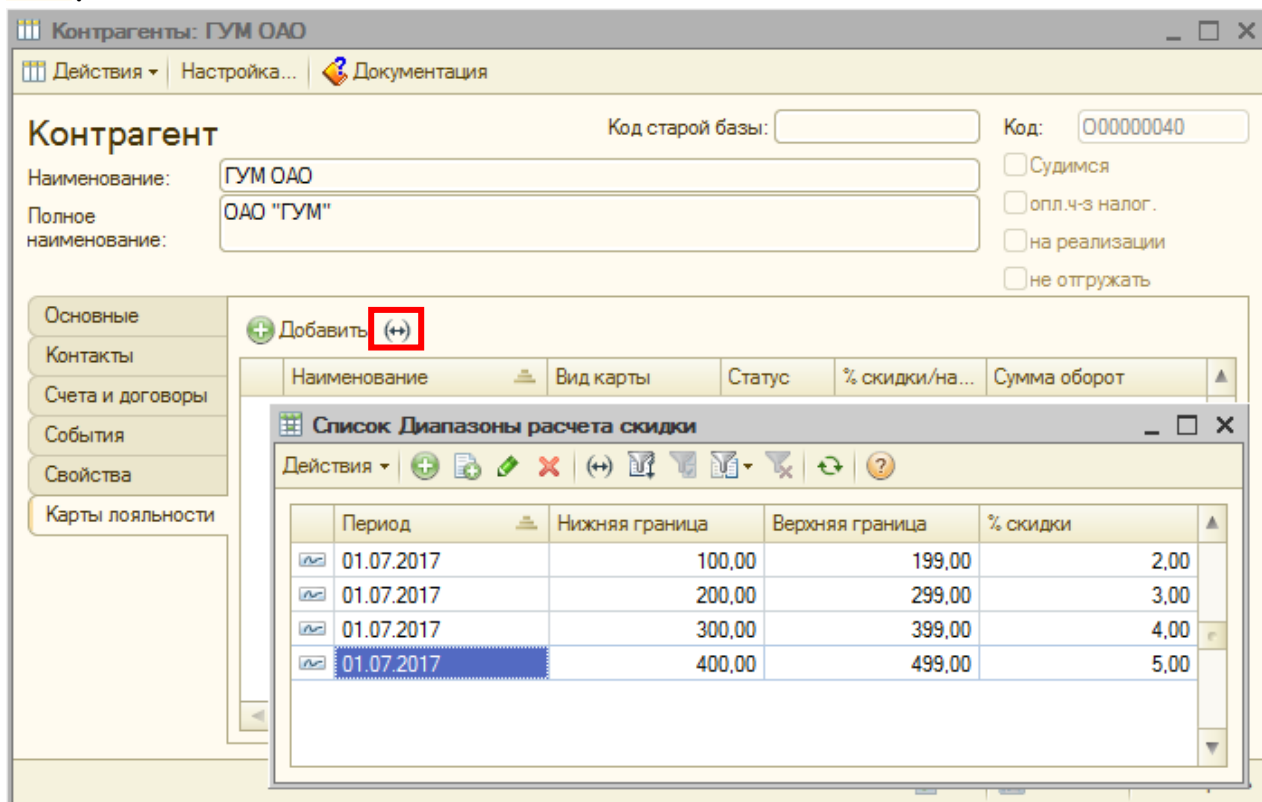 Контрагенты: ГУМ ОАО
Действия Настройка... Документация
Контрагент
Код старой базы:
Код: О00000040
Наименование: ГУМ ОАО
Судимся
Полное наименование: ОАО "ГУМ"
опл.ч-з налог.
на реализации
не отгружать
Основные
Контакты
Счета и договоры
События
Свойства
Карты лояльности
Добавить (↔)
Наименование Вид карты Статус % скидки/на... Сумма оборот
Список Диапазоны расчета скидки
Действия (↔)
Период Нижняя граница Верхняя граница % скидки
01.07.2017 100,00 199,00 2,00
01.07.2017 200,00 299,00 3,00
01.07.2017 300,00 399,00 4,00
01.07.2017 400,00 499,00 5,00